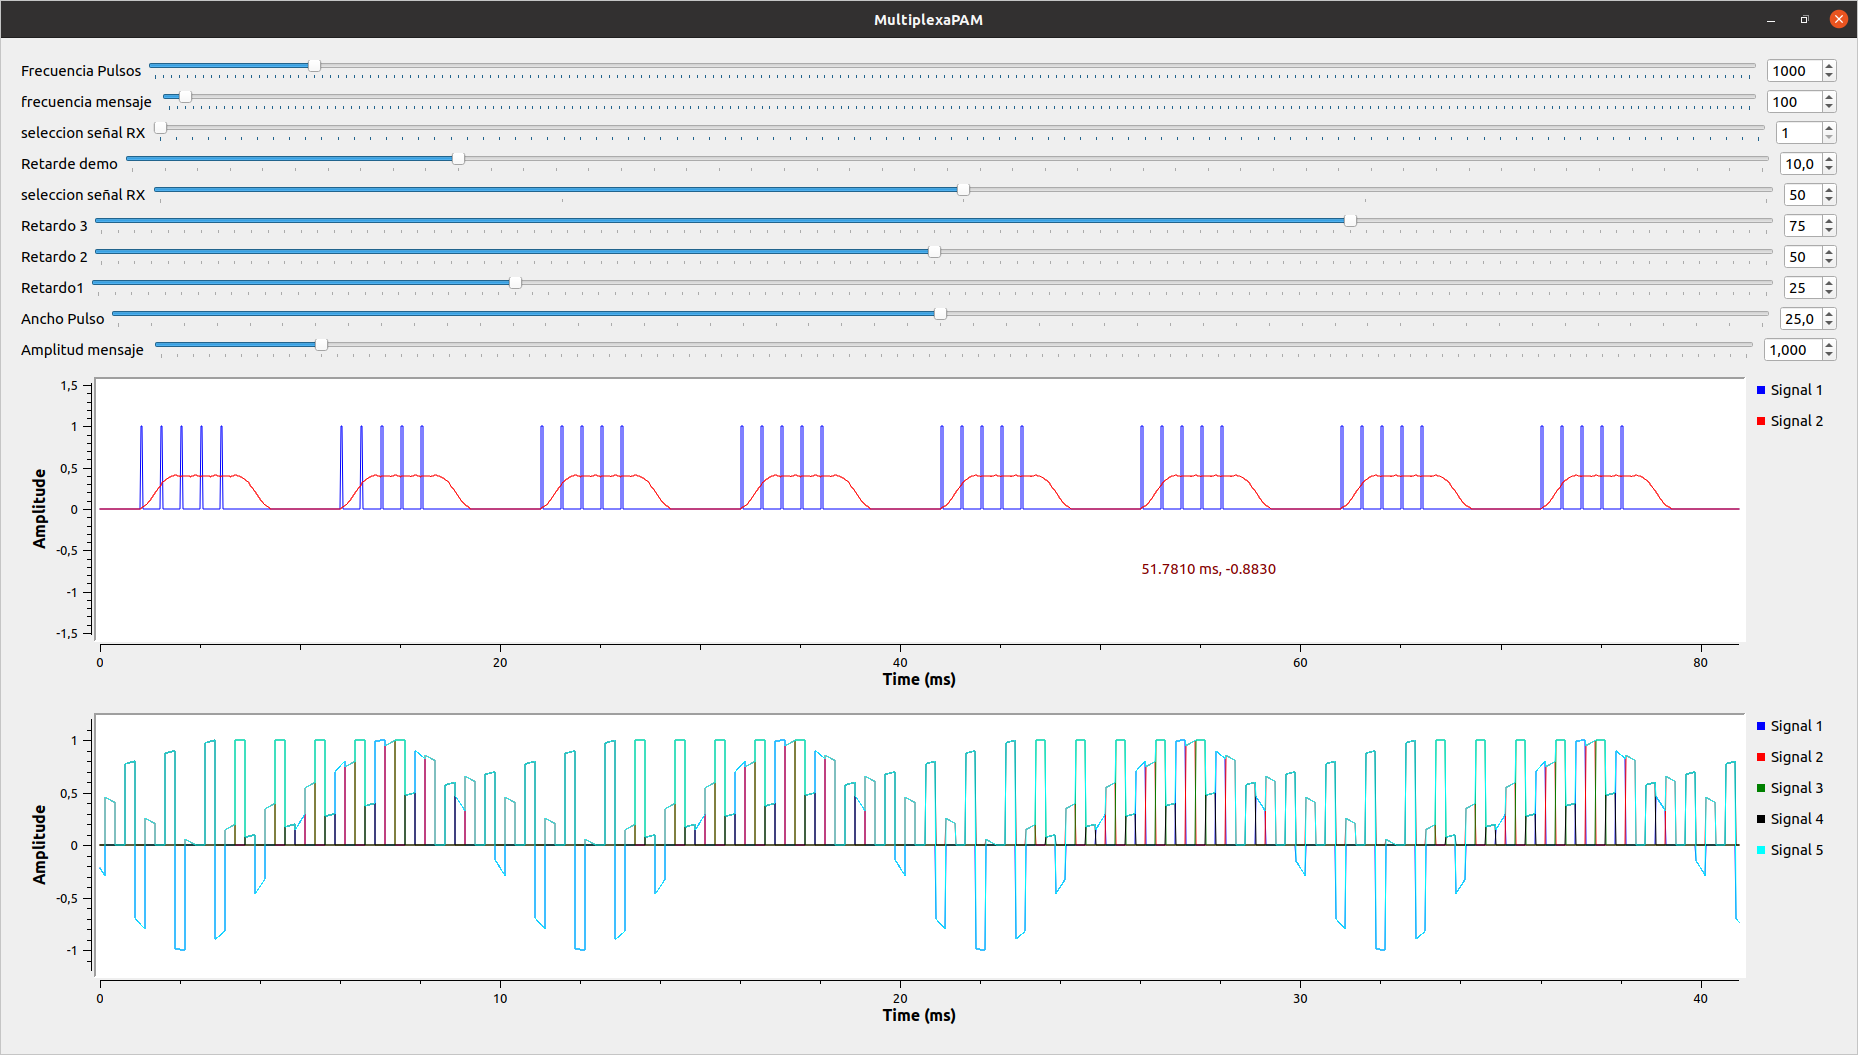 MultiplexaPAM
Frecuencia Pulsos 1000
frecuencia mensaje 100
seleccion señal RX 1
Retarde demo 10,0
seleccion señal RX 50
Retardo 3 75
Retardo 2 50
Retardo1 25
Ancho Pulso 25,0
Amplitud mensaje 1,000
1,5
1
0,5
0
-0,5
-1
-1,5
Amplitude
51.7810 ms, -0.8830
Signal 1
Signal 2
0 20 40 60 80
Time (ms)
1
0,5
0
-0,5
-1
Amplitude
Signal 1
Signal 2
Signal 3
Signal 4
Signal 5
0 10 20 30 40
Time (ms)